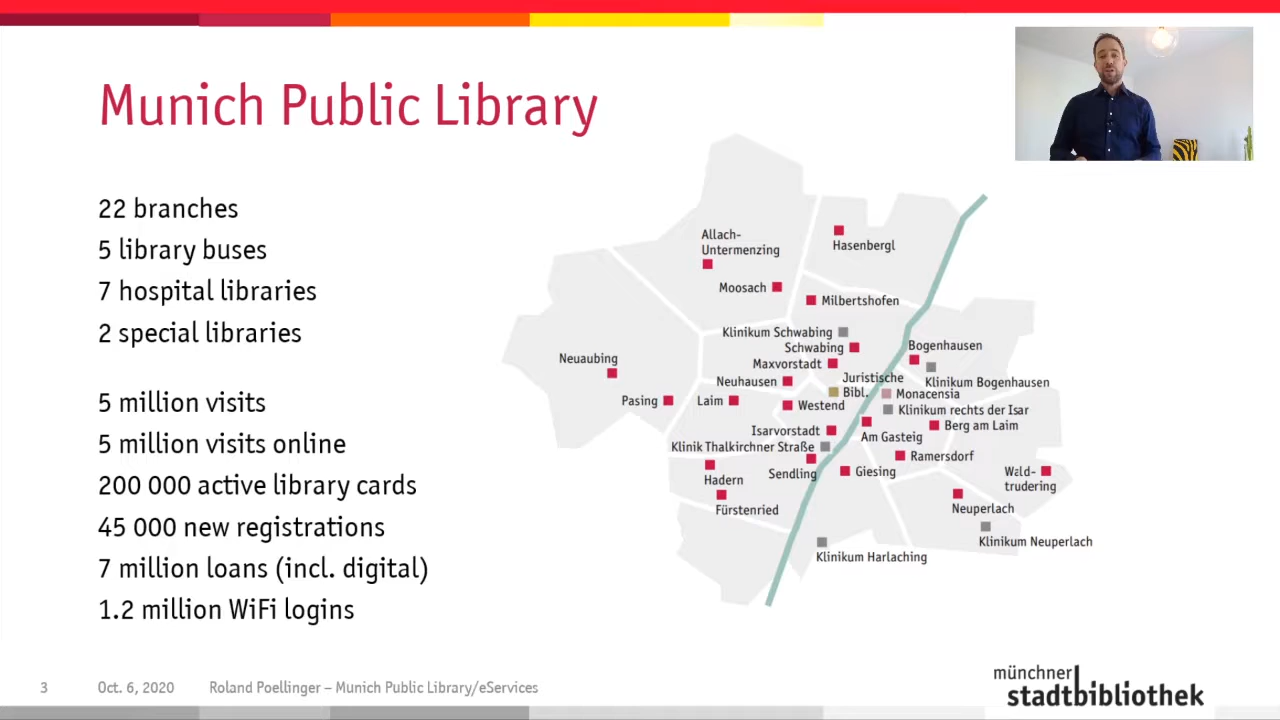 Munich Public Library
22 branches
5 library buses
7 hospital libraries
2 special libraries
5 million visits
5 million visits online
200 000 active library cards
45 000 new registrations
7 million loans (incl. digital)
1.2 million WiFi logins
Allach-
Untermenzing
Hasenbergl
Moosach
Milbertshofen
Klinikum Schwabing
Schwabing
Bogenhausen
Neuaubing
Maxvorstadt
Neuhausen
Juristische
Bibl.
Klinikum Bogenhausen
Monacensia
Pasing
Laim
Westend
Klinikum rechts der Isar
Isarvorstadt
Am Gasteig
Berg am Laim
Klinik Thalkirchner Straße
Ramersdorf
Sendling
Giesing
Wald-
trudering
Hadern
Fürstenried
Neuperlach
Klinikum Neuperlach
Klinikum Harlaching
3
Oct. 6, 2020
Roland Poellinger – Munich Public Library/eServices
münchner
stadtbibliothek